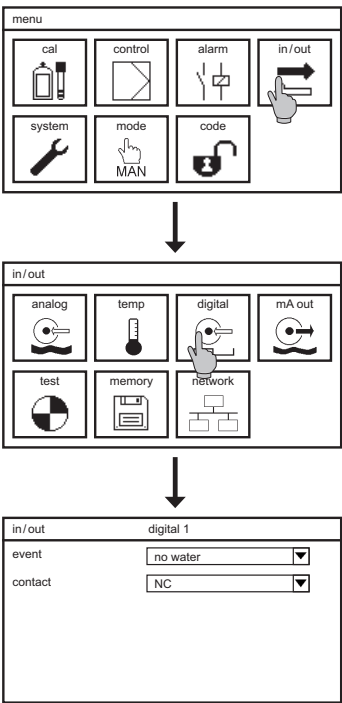 menu
cal control alarm in/out
system mode code
MAN
in/out
analog temp digital mA out
test memory network
in/out digital 1
event no water
contact NC